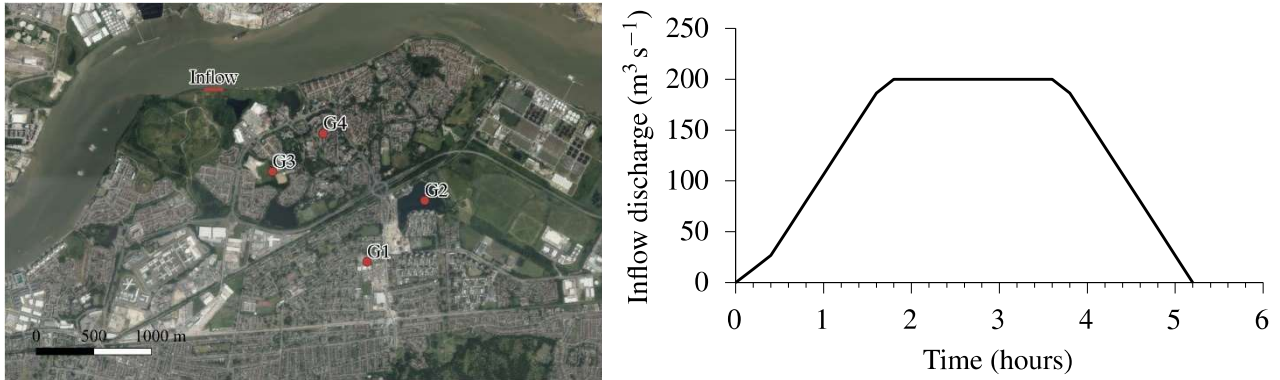 Inflow
G4
G3
G2
G1
0 500 1000 m
Inflow discharge (m³ s⁻¹)
250
200
150
100
50
0
0 1 2 3 4 5 6
Time (hours)